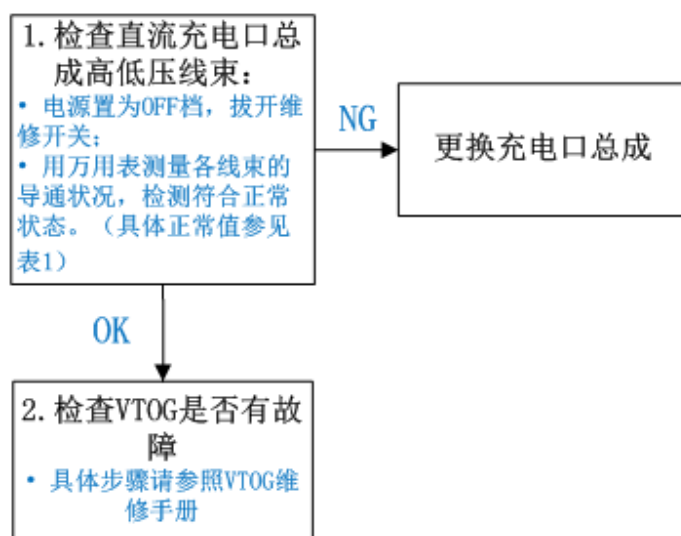 1.检查直流充电口总
成高低压线束：
• 电源置为OFF档，拔开维
修开关；
• 用万用表测量各线束的
导通状况，检测符合正常
状态。（具体正常值参见
表1）
NG
更换充电口总成
OK
2.检查VTOG是否有故
障
• 具体步骤请参照VTOG维
修手册